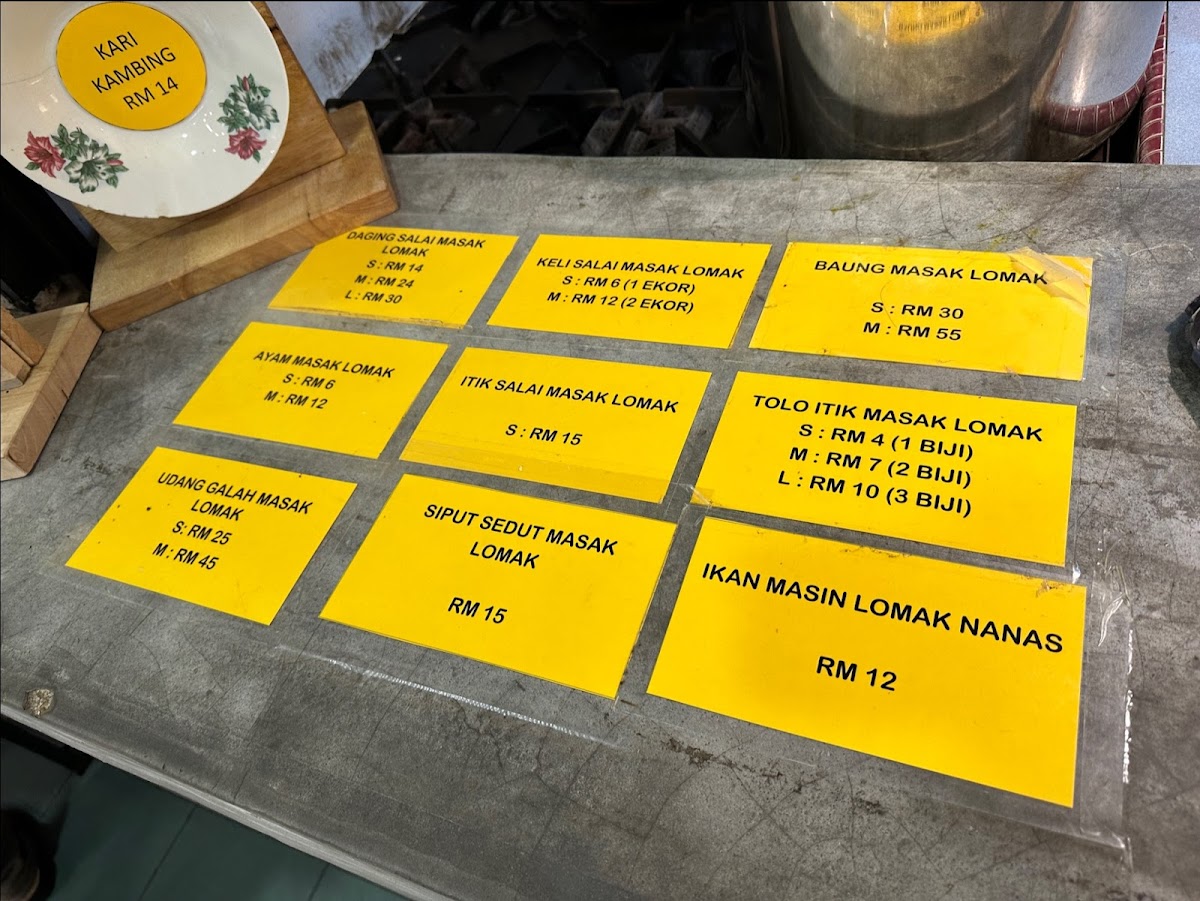 KARI
KAMBING
RM 14
DAGING SALAI MASAK
LOMAK
S : RM 14
M : RM 24
L : RM 30
KELI SALAI MASAK LOMAK
S : RM 6 (1 EKOR)
M : RM 12 (2 EKOR)
BAUNG MASAK LOMAK
S : RM 30
M : RM 55
AYAM MASAK LOMAK
S : RM 6
M : RM 12
ITIK SALAI MASAK LOMAK
S : RM 15
TOLO ITIK MASAK LOMAK
S : RM 4 (1 BIJI)
M : RM 7 (2 BIJI)
L : RM 10 (3 BIJI)
UDANG GALAH MASAK
LOMAK
S: RM 25
M : RM 45
SIPUT SEDUT MASAK
LOMAK
RM 15
IKAN MASIN LOMAK NANAS
RM 12